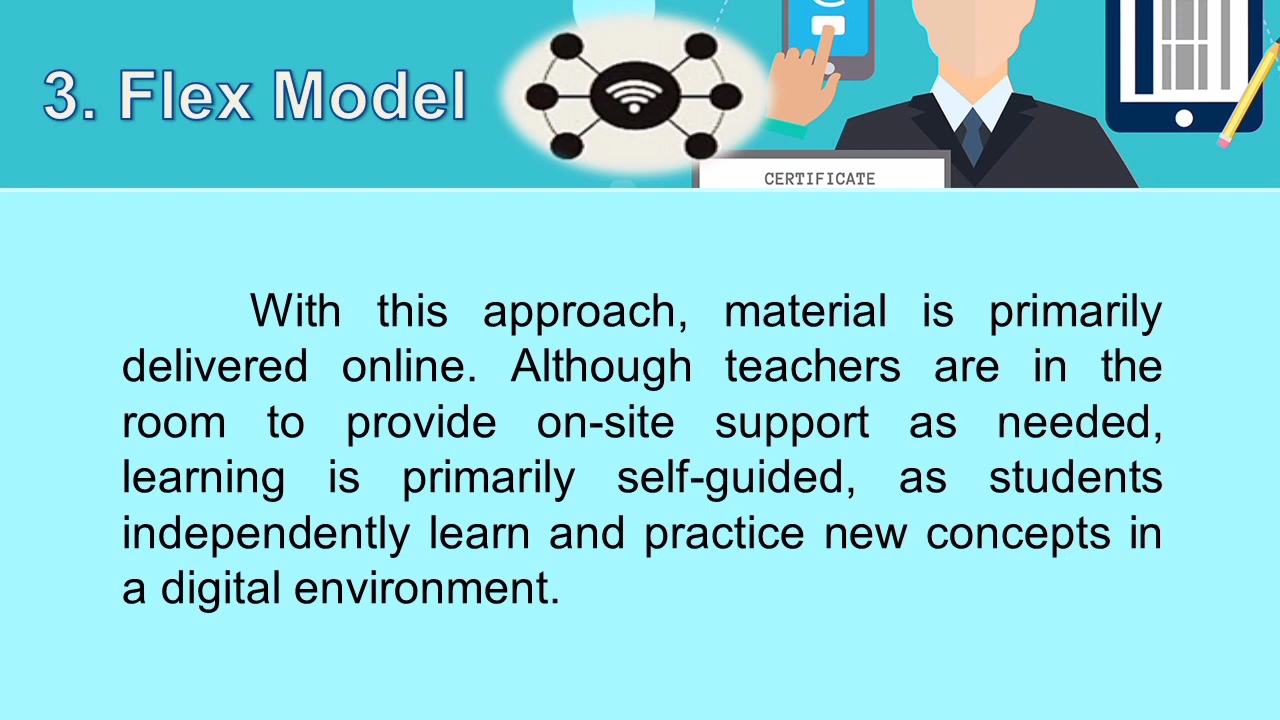 3. Flex Model
CERTIFICATE
With this approach, material is primarily
delivered online. Although teachers are in the
room to provide on-site support as needed,
learning is primarily self-guided, as students
independently learn and practice new concepts in
a digital environment.